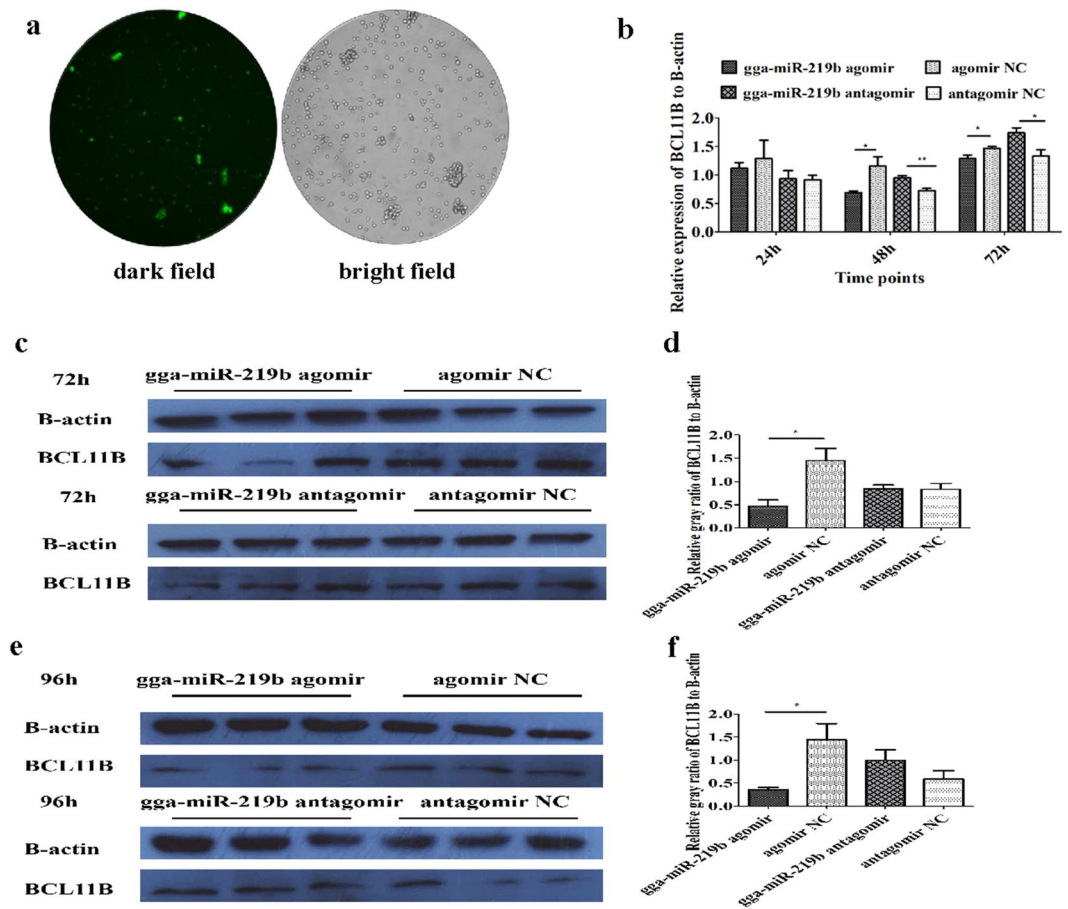 a
dark field
bright field
b
gga-miR-219b agomir
agomir NC
gga-miR-219b antagomir
antagomir NC
Relative expression of BCL11B to B-actin
2.0
1.5
1.0
0.5
0.0
*
**
*
*
24h
48h
72h
Time points
c
72h
gga-miR-219b agomir
agomir NC
B-actin
BCL11B
72h
gga-miR-219b antagomir
antagomir NC
B-actin
BCL11B
d
Relative gray ratio of BCL11B to B-actin
2.0
1.5
1.0
0.5
0.0
*
gga-miR-219b agomir
agomir NC
gga-miR-219b antagomir
antagomir NC
e
96h
gga-miR-219b agomir
agomir NC
B-actin
BCL11B
96h
gga-miR-219b antagomir
antagomir NC
B-actin
BCL11B
f
Relative gray ratio of BCL11B to B-actin
2.0
1.5
1.0
0.5
0.0
*
gga-miR-219b agomir
agomir NC
gga-miR-219b antagomir
antagomir NC